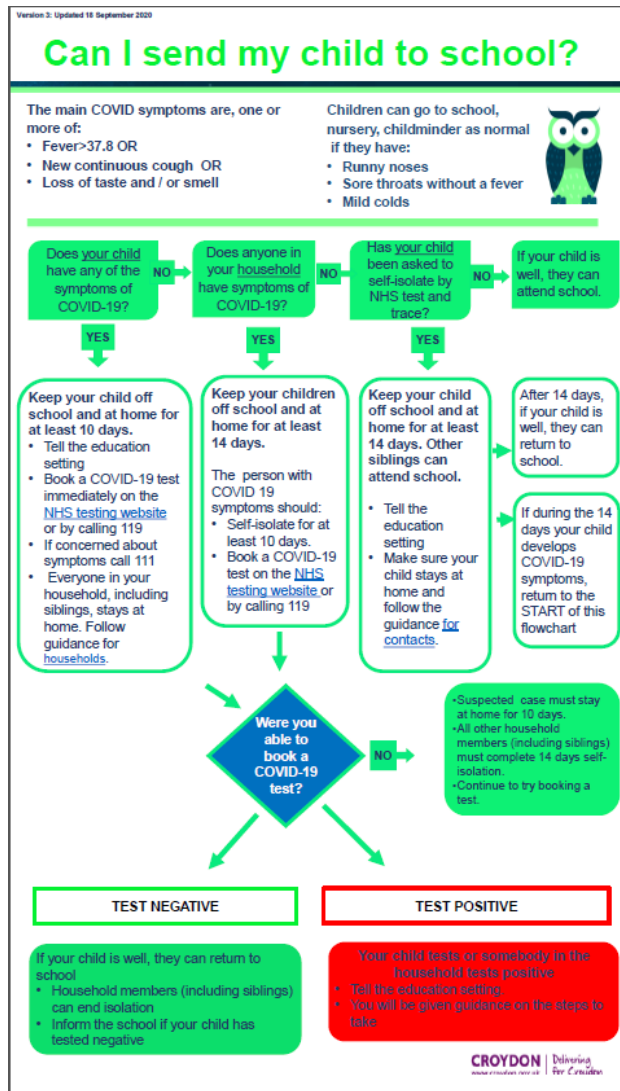 Version 3: Updated 18 September 2020
Can I send my child to school?
The main COVID symptoms are, one or
more of:
• Fever>37.8 OR
• New continuous cough OR
• Loss of taste and / or smell
Children can go to school,
nursery, childminder as normal
if they have:
• Runny noses
• Sore throats without a fever
• Mild colds
Does your child
have any of the
symptoms of
COVID-19?
NO
Does anyone in
your household
have symptoms of
COVID-19?
NO
Has your child
been asked to
self-isolate by
NHS test and
trace?
NO
If your child is
well, they can
attend school.
YES
YES
YES
Keep your child off
school and at home for
at least 10 days.
• Tell the education
setting
• Book a COVID-19 test
immediately on the
NHS testing website
or by calling 119
• If concerned about
symptoms call 111
• Everyone in your
household, including
siblings, stays at
home. Follow
guidance for
households.
Keep your children
off school and at
home for at least
14 days.
The person with
COVID 19
symptoms should:
• Self-isolate for at
least 10 days.
• Book a COVID-19
test on the NHS
testing website or
by calling 119
Keep your child
off school and at
home for at least
14 days. Other
siblings can
attend school.
• Tell the
education
setting
• Make sure your
child stays at
home and
follow the
guidance for
contacts.
After 14 days,
if your child is
well, they can
return to
school.
If during the 14
days your child
develops
COVID-19
symptoms,
return to the
START of this
flowchart
Were you
able to
book a
COVID-19
test?
NO
•Suspected case must stay
at home for 10 days.
•All other household
members (including siblings)
must complete 14 days self-
isolation.
•Continue to try booking a
test.
TEST NEGATIVE
TEST POSITIVE
If your child is well, they can return to
school
• Household members (including siblings)
can end isolation
• Inform the school if your child has
tested negative
Your child tests or somebody in the
household tests positive
• Tell the education setting
• You will be given guidance on the steps to
take
CROYDON | Delivering
www.croydon.gov.uk for Croydon